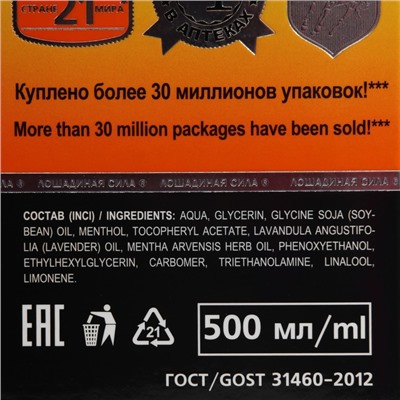 СТРАНЕ 21 МИРА
В АПТЕКАХ
Куплено более 30 миллионов упаковок!***
More than 30 million packages have been sold!***
СИЛА ® ЛОШАДИНАЯ СИЛА ® ЛОШАДИНАЯ СИЛА ® ЛОШАДИНАЯ
СОСТАВ (INCI) / INGREDIENTS: AQUA, GLYCERIN, GLYCINE SOJA (SOY-
BEAN) OIL, MENTHOL, TOCOPHERYL ACETATE, LAVANDULA ANGUSTIFO-
LIA (LAVENDER) OIL, MENTHA ARVENSIS HERB OIL, PHENOXYETHANOL,
ETHYLHEXYLGLYCERIN, CARBOMER, TRIETHANOLAMINE, LINALOOL,
LIMONENE.
EAC
21
500 мл/ml
ГОСТ/GOST 31460-2012